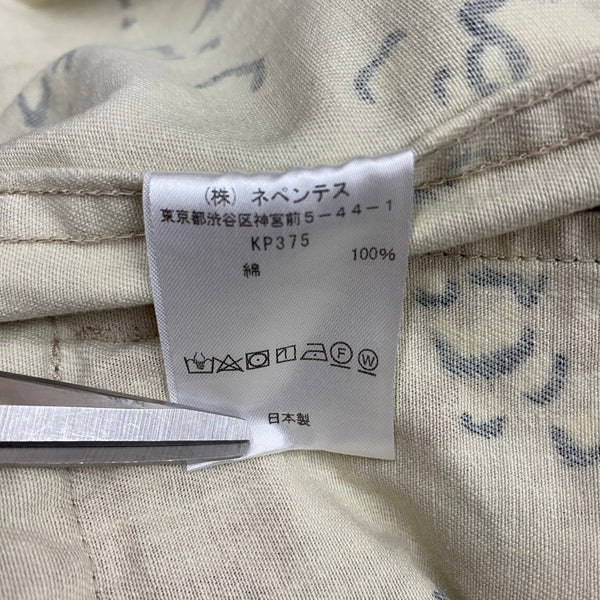 (株) ネペンテス
東京都渋谷区神宮前5-44-1
KP375
綿 100%
F W
日本製